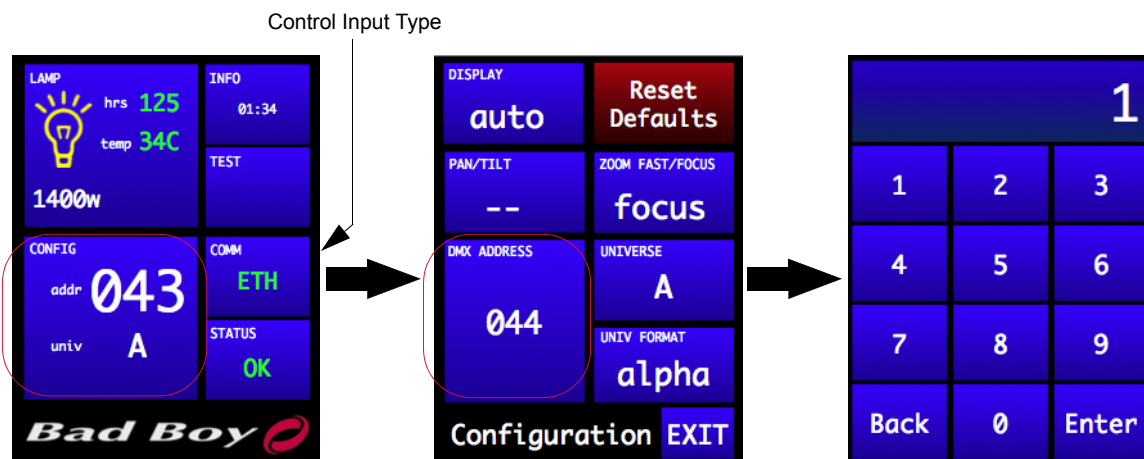 Control Input Type
LAMP
hrs 125
temp 34C
1400w
INFO
01:34
TEST
CONFIG
addr 043
univ A
COMM
ETH
STATUS
OK
Bad Boy
DISPLAY
auto
Reset
Defaults
PAN/TILT
--
ZOOM FAST/FOCUS
focus
DMX ADDRESS
044
UNIVERSE
A
UNIV FORMAT
alpha
Configuration EXIT
1
1 2 3
4 5 6
7 8 9
Back 0 Enter